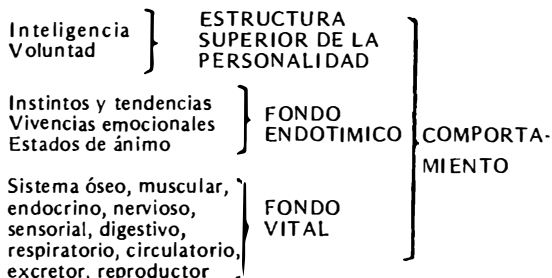 Inteligencia
Voluntad
ESTRUCTURA
SUPERIOR DE LA
PERSONALIDAD
Instintos y tendencias
Vivencias emocionales
Estados de ánimo
FONDO
ENDOTIMICO
Sistema óseo, muscular,
endocrino, nervioso,
sensorial, digestivo,
respiratorio, circulatorio,
excretor, reproductor
FONDO
VITAL
COMPORTA-
MIENTO